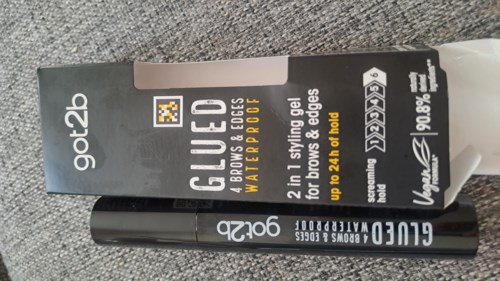 got2b
GLUED
4 BROWS & EDGES
WATERPROOF
2 in 1 styling gel
for brows & edges
up to 24h of hold
screaming
hold
1 2 3 4 5 6
Vegan
FORMULA*
90.8%
GLUED
4 BROWS & EDGES
WATERPROOF
got2b